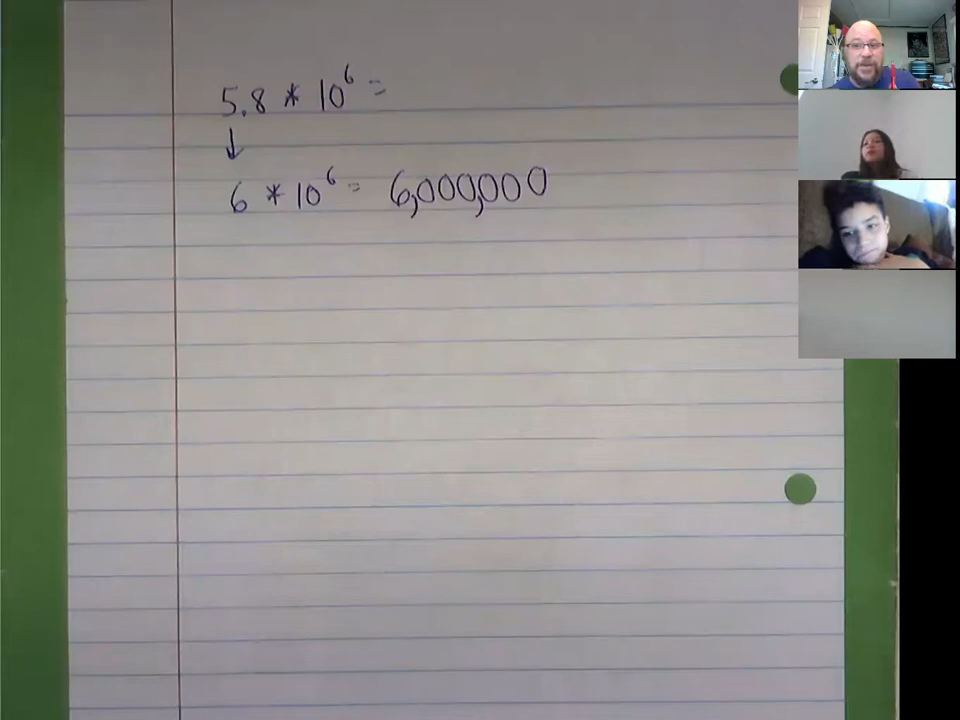 5.8 * 10⁶ =
↓
6 * 10⁶ = 6,000,000